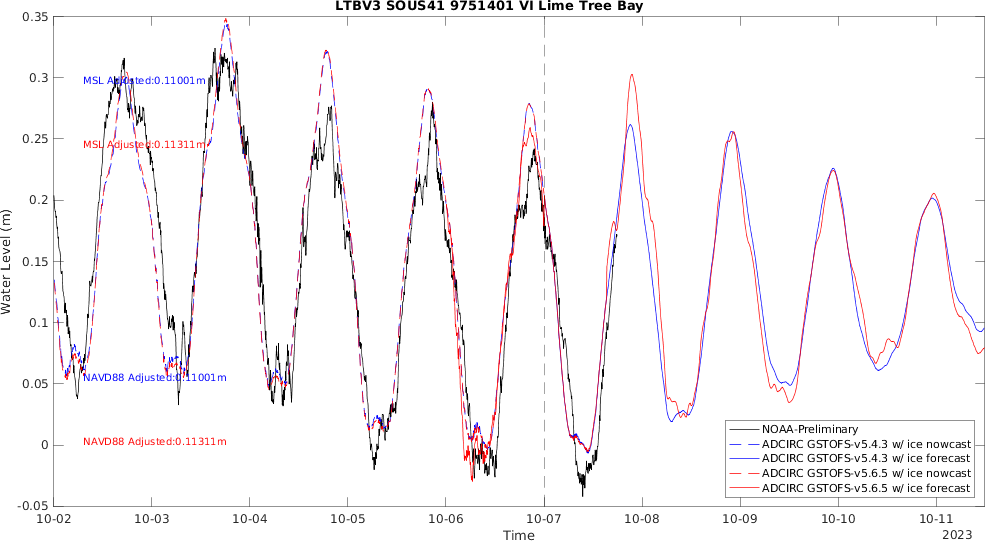 LTBV3 SOUS41 9751401 VI Lime Tree Bay
0.35
0.3
0.25
0.2
0.15
0.1
0.05
0
-0.05
Water Level (m)
MSL Adjusted:0.11001m
MSL Adjusted:0.11311m
NAVD88 Adjusted:0.11001m
NAVD88 Adjusted:0.11311m
NOAA-Preliminary
ADCIRC GSTOFS-v5.4.3 w/ ice nowcast
ADCIRC GSTOFS-v5.4.3 w/ ice forecast
ADCIRC GSTOFS-v5.6.5 w/ ice nowcast
ADCIRC GSTOFS-v5.6.5 w/ ice forecast
10-02 10-03 10-04 10-05 10-06 10-07 10-08 10-09 10-10 10-11
Time
2023